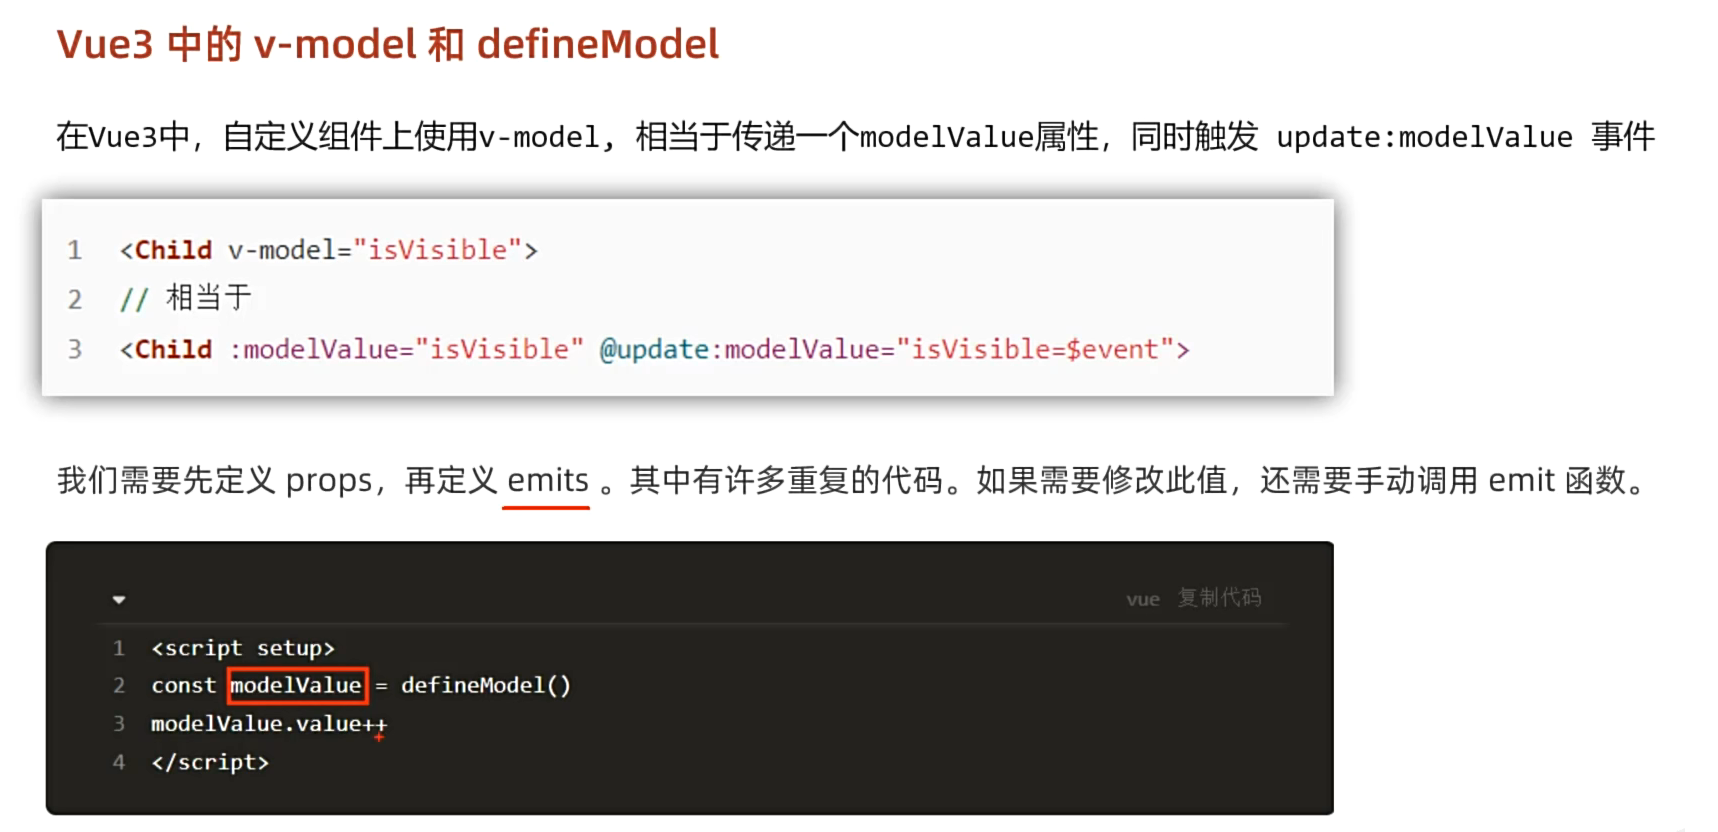 Vue3 中的 v-model 和 defineModel
在Vue3中，自定义组件上使用v-model, 相当于传递一个modelValue属性，同时触发 update:modelValue 事件
1 <Child v-model="isVisible">
2 // 相当于
3 <Child :modelValue="isVisible" @update:modelValue="isVisible=$event">
我们需要先定义 props，再定义 emits 。其中有许多重复的代码。如果需要修改此值，还需要手动调用 emit 函数。
vue 复制代码
1 <script setup>
2 const modelValue = defineModel()
3 modelValue.value++
4 </script>